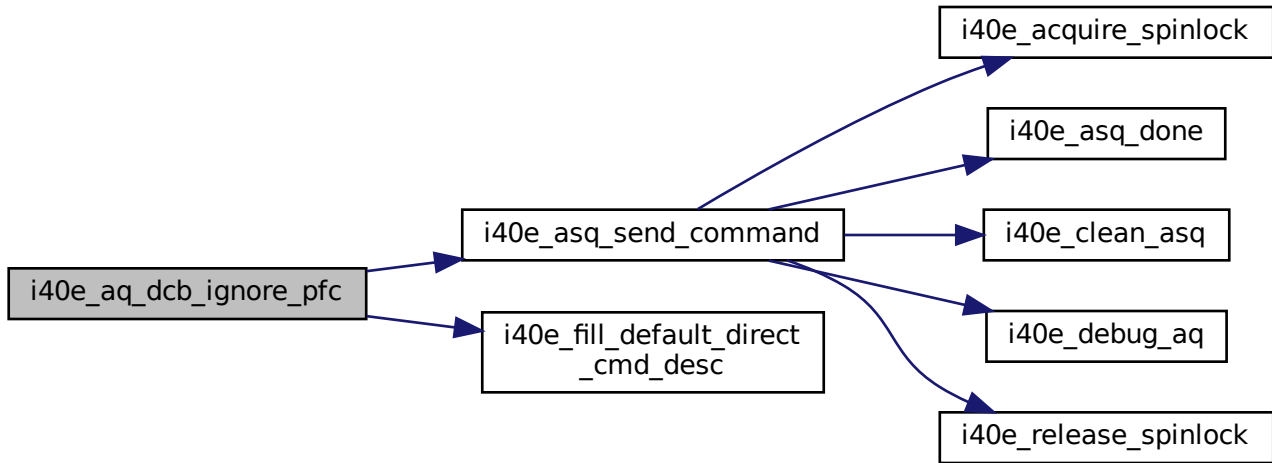 i40e_acquire_spinlock
i40e_asq_done
i40e_asq_send_command
i40e_clean_asq
i40e_aq_dcb_ignore_pfc
i40e_fill_default_direct
_cmd_desc
i40e_debug_aq
i40e_release_spinlock